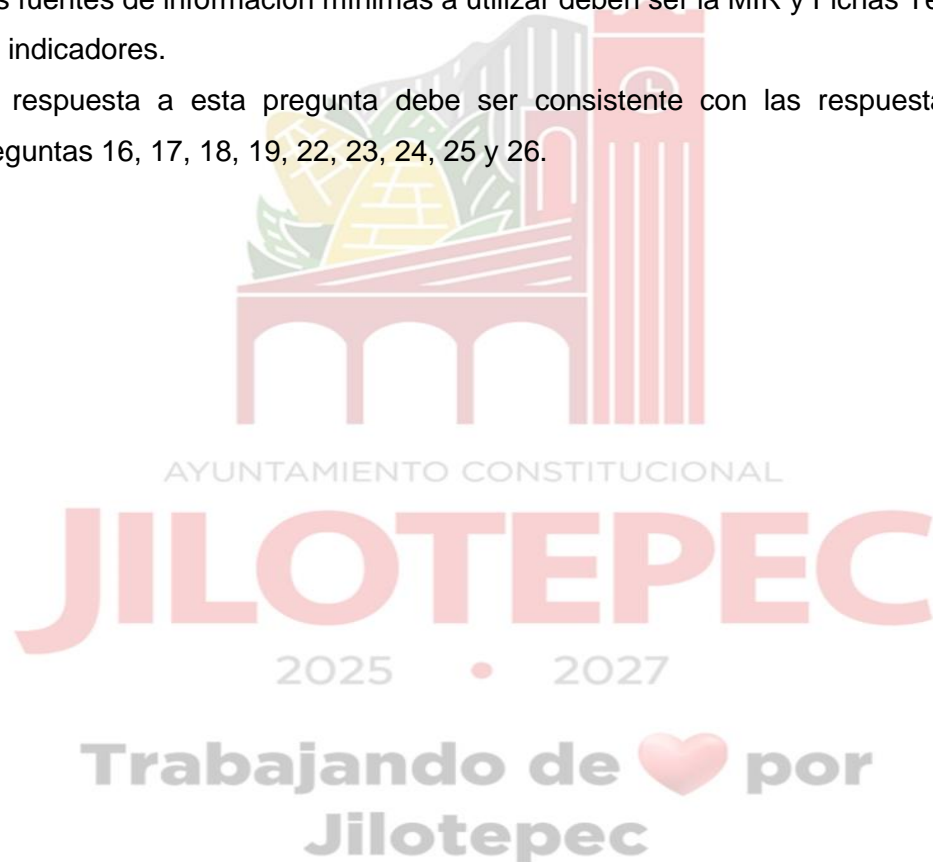 s fuentes de información mínimas a utilizar deben ser la MIR y Fichas Té
indicadores.
respuesta a esta pregunta debe ser consistente con las respuesta
eguntas 16, 17, 18, 19, 22, 23, 24, 25 y 26.
AYUNTAMIENTO CONSTITUCIONAL
JILOTEPEC
2025 • 2027
Trabajando de por
Jilotepec